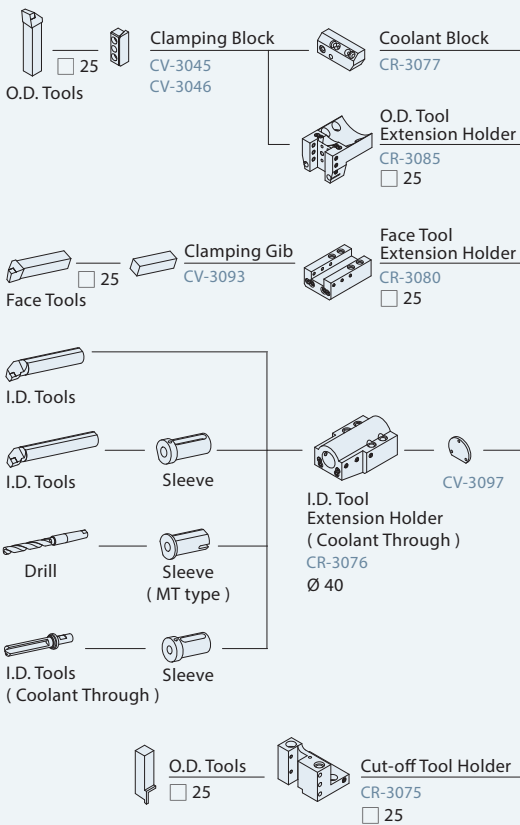 Clamping Block
CV-3045
CV-3046
Coolant Block
CR-3077
□ 25
O.D. Tools
O.D. Tool
Extension Holder
CR-3085
□ 25
Clamping Gib
CV-3093
Face Tool
Extension Holder
CR-3080
□ 25
□ 25
Face Tools
I.D. Tools
I.D. Tools
Sleeve
CV-3097
I.D. Tool
Extension Holder
( Coolant Through )
CR-3076
Ø 40
Drill
Sleeve
( MT type )
I.D. Tools
( Coolant Through )
Sleeve
O.D. Tools
□ 25
Cut-off Tool Holder
CR-3075
□ 25